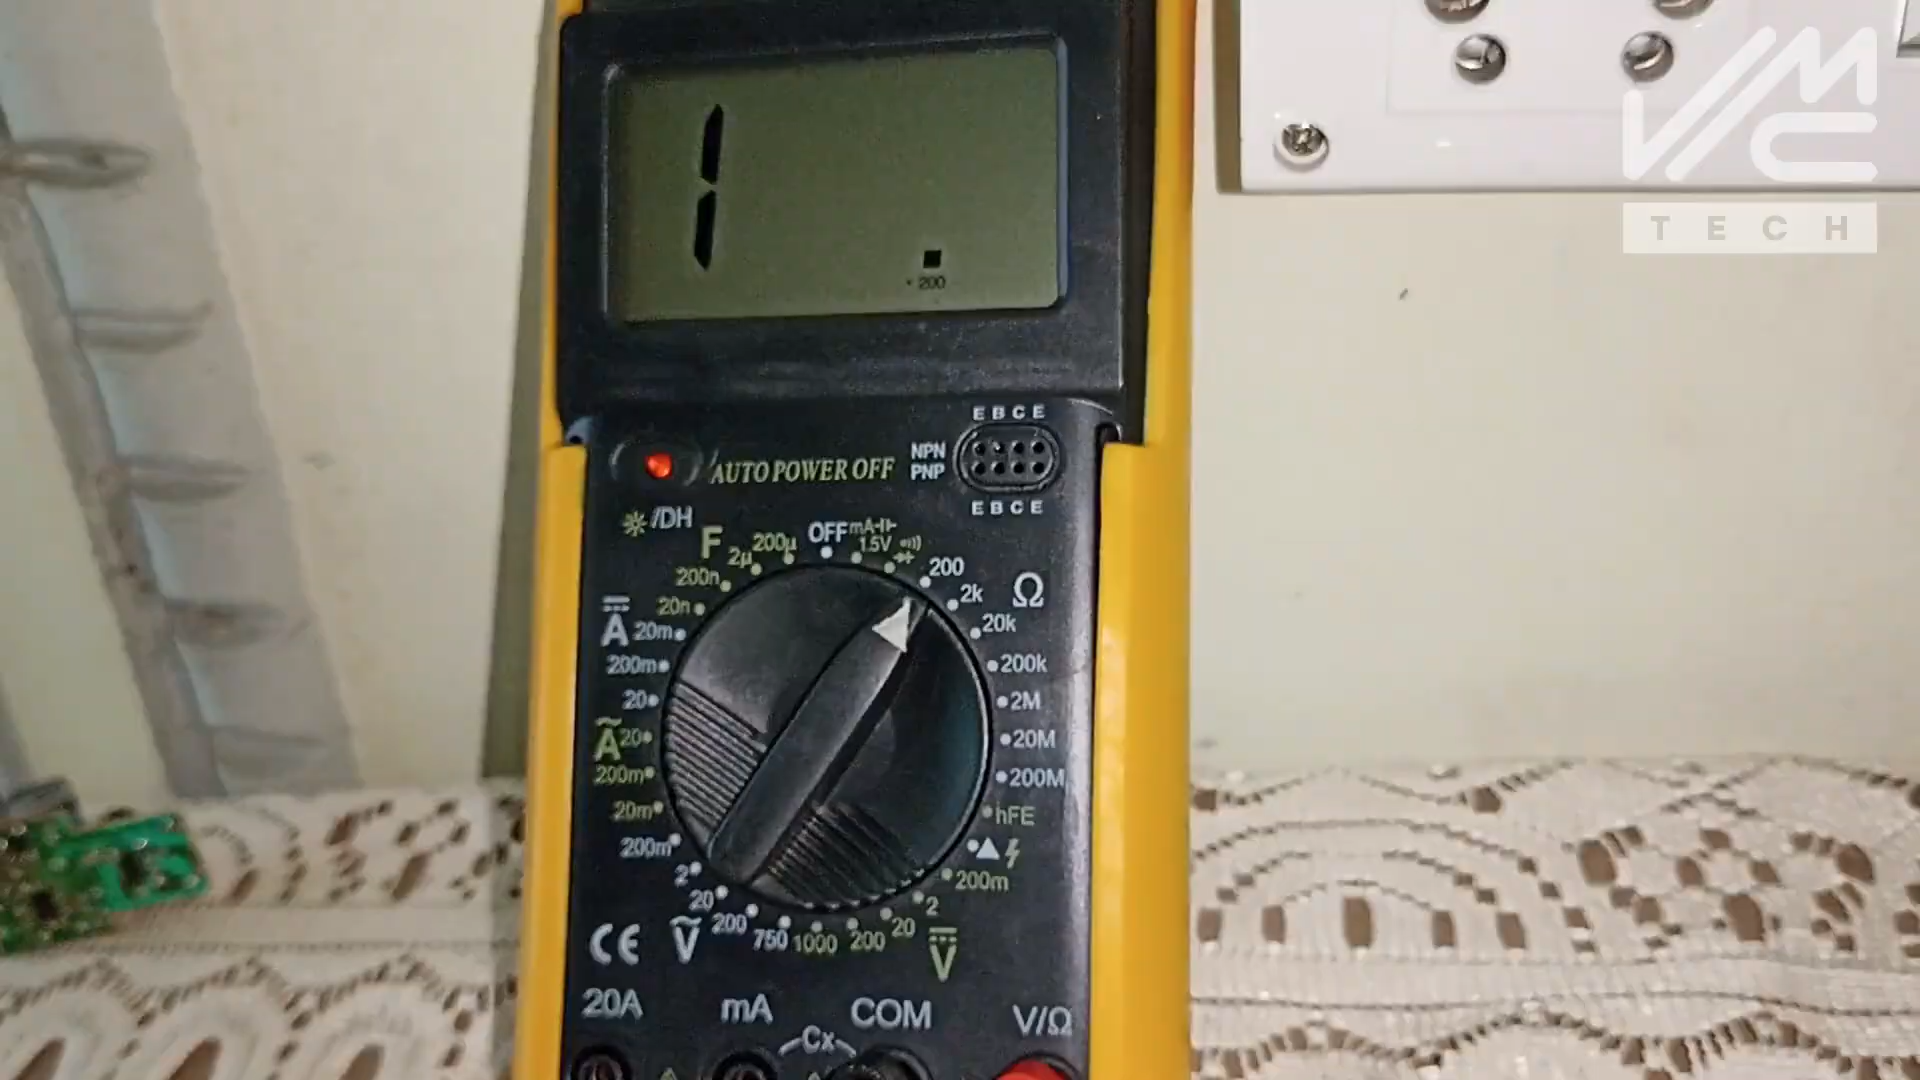 VMC
TECH
1
.200
E B C E
NPN
PNP
AUTO POWER OFF
E B C E
/DH
F
2µ
200µ
OFF
mA
1.5V
200n
200
Ω
20n
2k
A
20m
20k
200m
200k
20
2M
A
20
20M
200m
200M
20m
hFE
200m
200m
2
20
V
200
750
1000
200
20
2
V
CE
20A
mA
COM
V/Ω
Cx